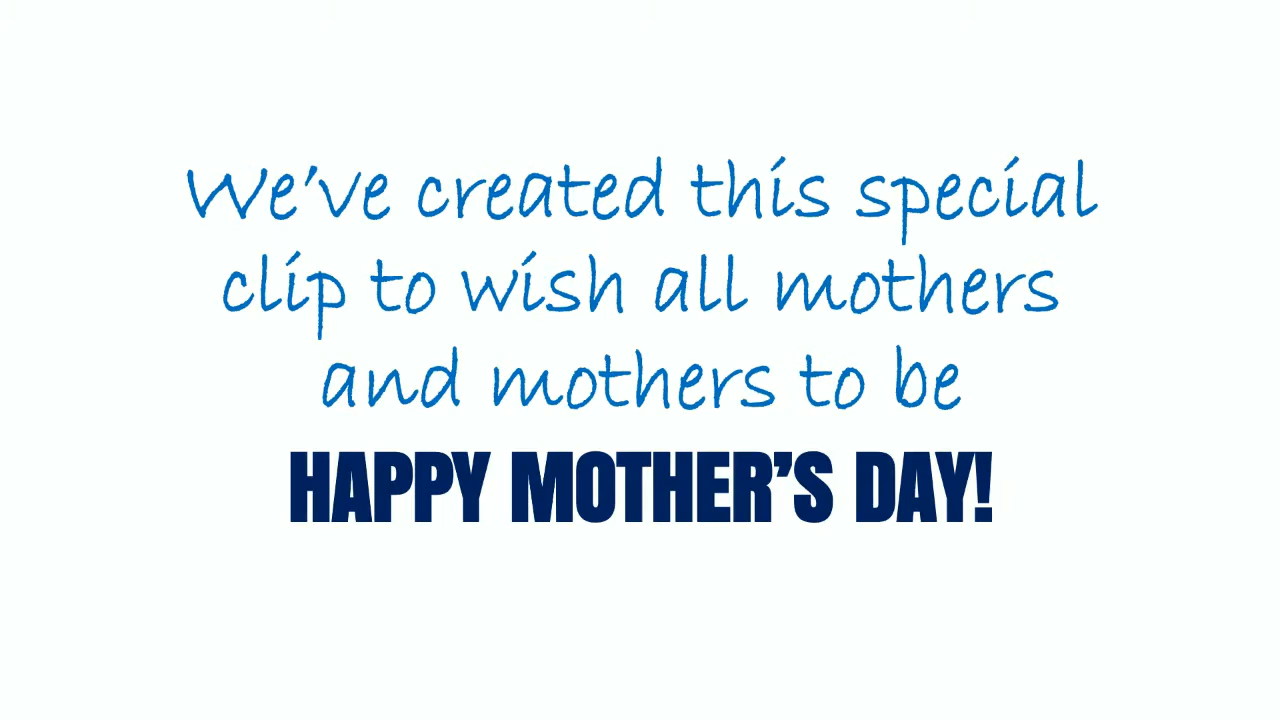 We’ve created this special
clip to wish all mothers
and mothers to be
HAPPY MOTHER’S DAY!